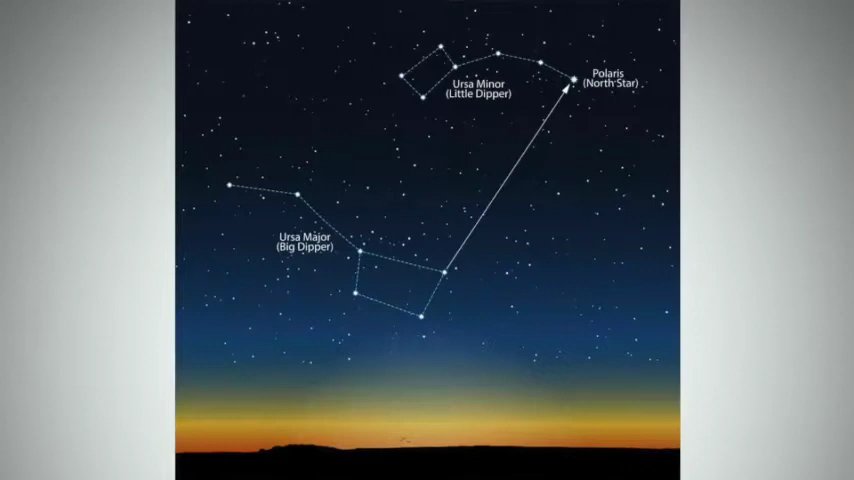 Polaris
(North Star)
Ursa Minor
(Little Dipper)
Ursa Major
(Big Dipper)